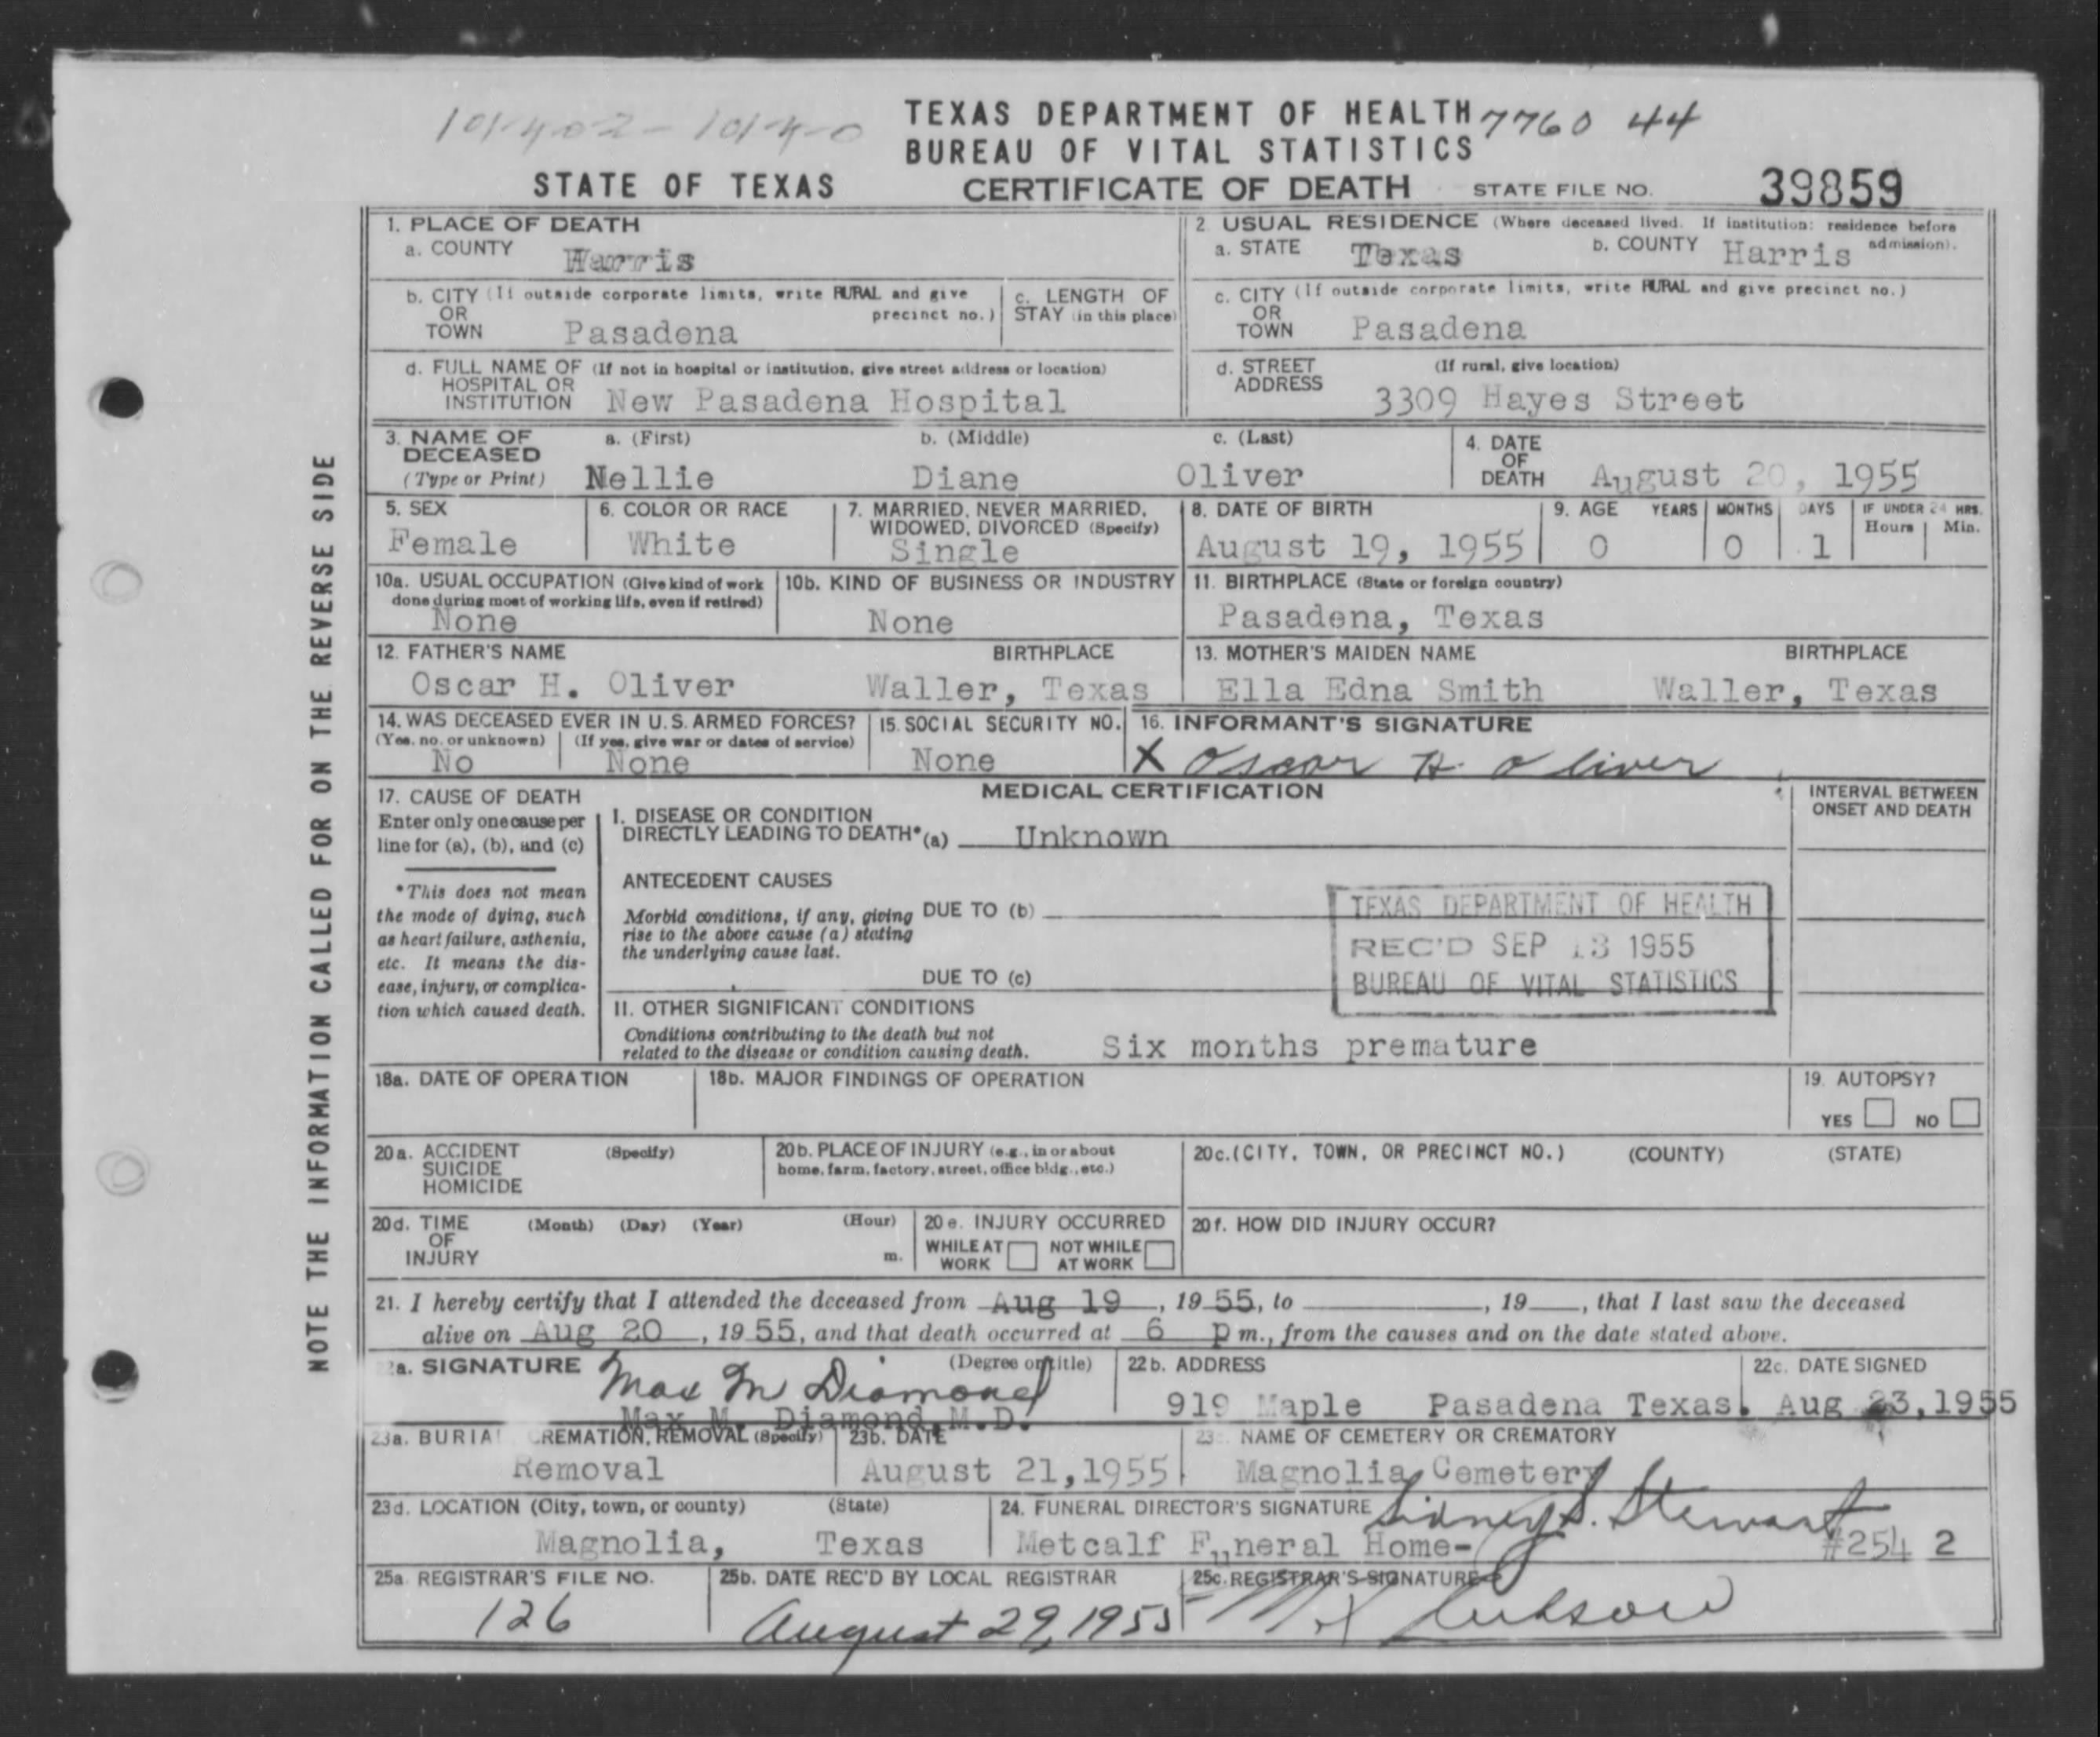 TEXAS DEPARTMENT OF HEALTH 7760 44
BUREAU OF VITAL STATISTICS
STATE OF TEXAS CERTIFICATE OF DEATH STATE FILE NO. 39859
NOTE THE INFORMATION CALLED FOR ON THE REVERSE SIDE
1. PLACE OF DEATH
a. COUNTY Harris
2. USUAL RESIDENCE (Where deceased lived. If institution: residence before admission).
a. STATE Texas b. COUNTY Harris
b. CITY (If outside corporate limits, write RURAL and give precinct no.)
OR
TOWN Pasadena
c. LENGTH OF
STAY (in this place)
c. CITY (If outside corporate limits, write RURAL and give precinct no.)
OR
TOWN Pasadena
d. FULL NAME OF (If not in hospital or institution, give street address or location)
HOSPITAL OR
INSTITUTION New Pasadena Hospital
d. STREET (If rural, give location)
ADDRESS 3309 Hayes Street
3. NAME OF a. (First) b. (Middle) c. (Last)
DECEASED
(Type or Print) Nellie Diane Oliver
4. DATE
OF
DEATH August 20, 1955
5. SEX
Female
6. COLOR OR RACE
White
7. MARRIED, NEVER MARRIED,
WIDOWED, DIVORCED (Specify)
Single
8. DATE OF BIRTH
August 19, 1955
9. AGE YEARS MONTHS DAYS IF UNDER 24 HRS.
Hours Min.
0 0 1
10a. USUAL OCCUPATION (Give kind of work
done during most of working life, even if retired)
None
10b. KIND OF BUSINESS OR INDUSTRY
None
11. BIRTHPLACE (State or foreign country)
Pasadena, Texas
12. FATHER'S NAME BIRTHPLACE
Oscar H. Oliver Waller, Texas
13. MOTHER'S MAIDEN NAME BIRTHPLACE
Ella Edna Smith Waller, Texas
14. WAS DECEASED EVER IN U.S. ARMED FORCES?
(Yes, no, or unknown) (If yes, give war or dates of service)
No None
15. SOCIAL SECURITY NO.
None
16. INFORMANT'S SIGNATURE
X Oscar H. Oliver
17. CAUSE OF DEATH
Enter only one cause per
line for (a), (b), and (c)
*This does not mean
the mode of dying, such
as heart failure, asthenia,
etc. It means the dis-
ease, injury, or complica-
tion which caused death.
MEDICAL CERTIFICATION
INTERVAL BETWEEN
ONSET AND DEATH
I. DISEASE OR CONDITION
DIRECTLY LEADING TO DEATH* (a) Unknown
ANTECEDENT CAUSES
Morbid conditions, if any, giving DUE TO (b)
rise to the above cause (a) stating
the underlying cause last.
DUE TO (c)
TEXAS DEPARTMENT OF HEALTH
REC'D SEP 13 1955
BUREAU OF VITAL STATISTICS
II. OTHER SIGNIFICANT CONDITIONS
Conditions contributing to the death but not
related to the disease or condition causing death. Six months premature
18a. DATE OF OPERATION
18b. MAJOR FINDINGS OF OPERATION
19. AUTOPSY?
YES NO
20a. ACCIDENT (Specify)
SUICIDE
HOMICIDE
20b. PLACE OF INJURY (e.g., in or about
home, farm, factory, street, office bldg., etc.)
20c. (CITY, TOWN, OR PRECINCT NO.) (COUNTY) (STATE)
20d. TIME (Month) (Day) (Year) (Hour)
OF
INJURY m.
20e. INJURY OCCURRED
WHILE AT WORK NOT WHILE AT WORK
20f. HOW DID INJURY OCCUR?
21. I hereby certify that I attended the deceased from Aug 19, 1955, to , 19 , that I last saw the deceased
alive on Aug 20, 1955, and that death occurred at 6 p m., from the causes and on the date stated above.
22a. SIGNATURE (Degree or title)
Max M Diamond
Max M. Diamond, M.D.
22b. ADDRESS
919 Maple Pasadena Texas.
22c. DATE SIGNED
Aug 23, 1955
23a. BURIAL CREMATION, REMOVAL (Specify)
Removal
23b. DATE
August 21, 1955
23c. NAME OF CEMETERY OR CREMATORY
Magnolia Cemetery
23d. LOCATION (City, town, or county) (State)
Magnolia, Texas
24. FUNERAL DIRECTOR'S SIGNATURE Sidney S. Stewart
Metcalf Funeral Home- #254 2
25a. REGISTRAR'S FILE NO.
126
25b. DATE REC'D BY LOCAL REGISTRAR
August 29, 1955
25c. REGISTRAR'S SIGNATURE